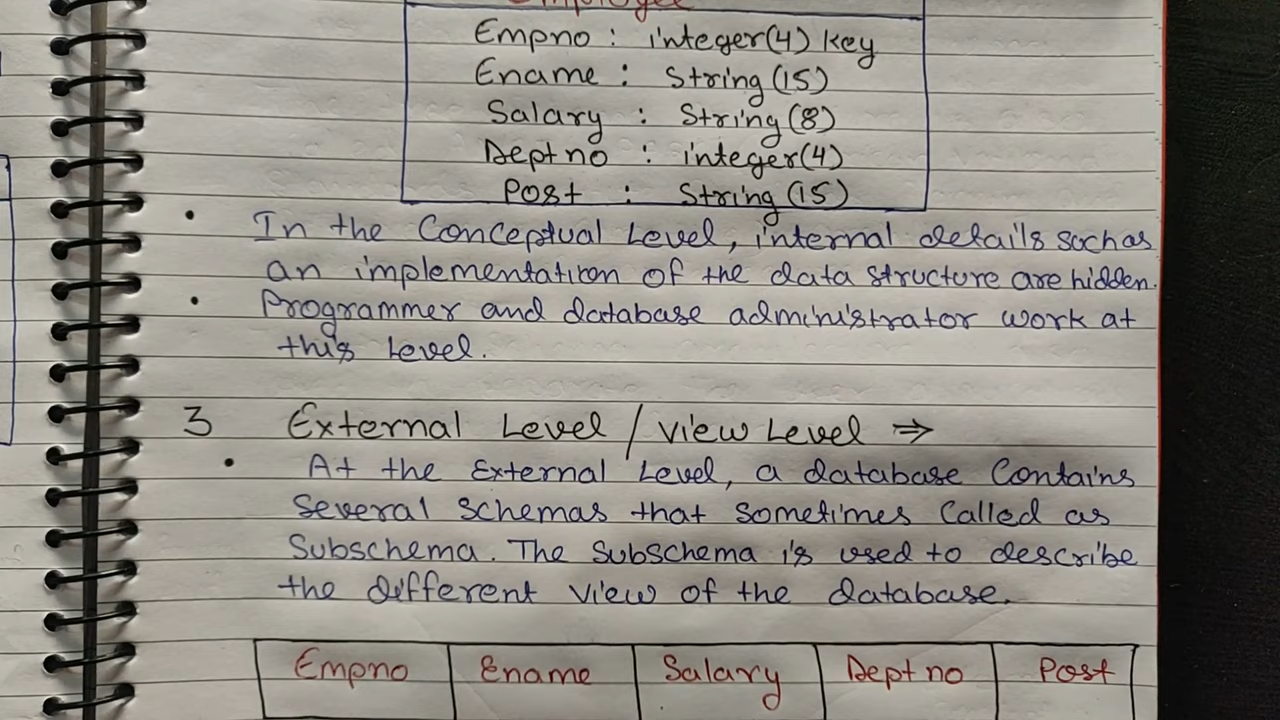 Employee
Empno : integer(4) key
Ename : String (15)
Salary : String (8)
Deptno : integer(4)
Post : String (15)
• In the Conceptual Level, internal details such as
an implementation of the data structure are hidden.
• Programmer and database administrator work at
this Level.
3 External Level / View Level ⇒
• At the External Level, a database Contains
Several Schemas that Sometimes Called as
Subschema. The Subschema is used to describe
the different view of the database.
Empno Ename Salary Deptno Post